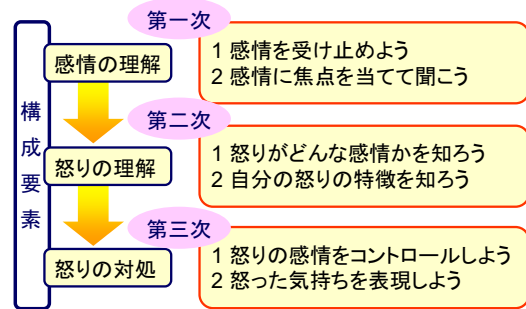 構成要素
第一次
感情の理解
1 感情を受け止めよう
2 感情に焦点を当てて聞こう
第二次
怒りの理解
1 怒りがどんな感情かを知ろう
2 自分の怒りの特徴を知ろう
第三次
怒りの対処
1 怒りの感情をコントロールしよう
2 怒った気持ちを表現しよう